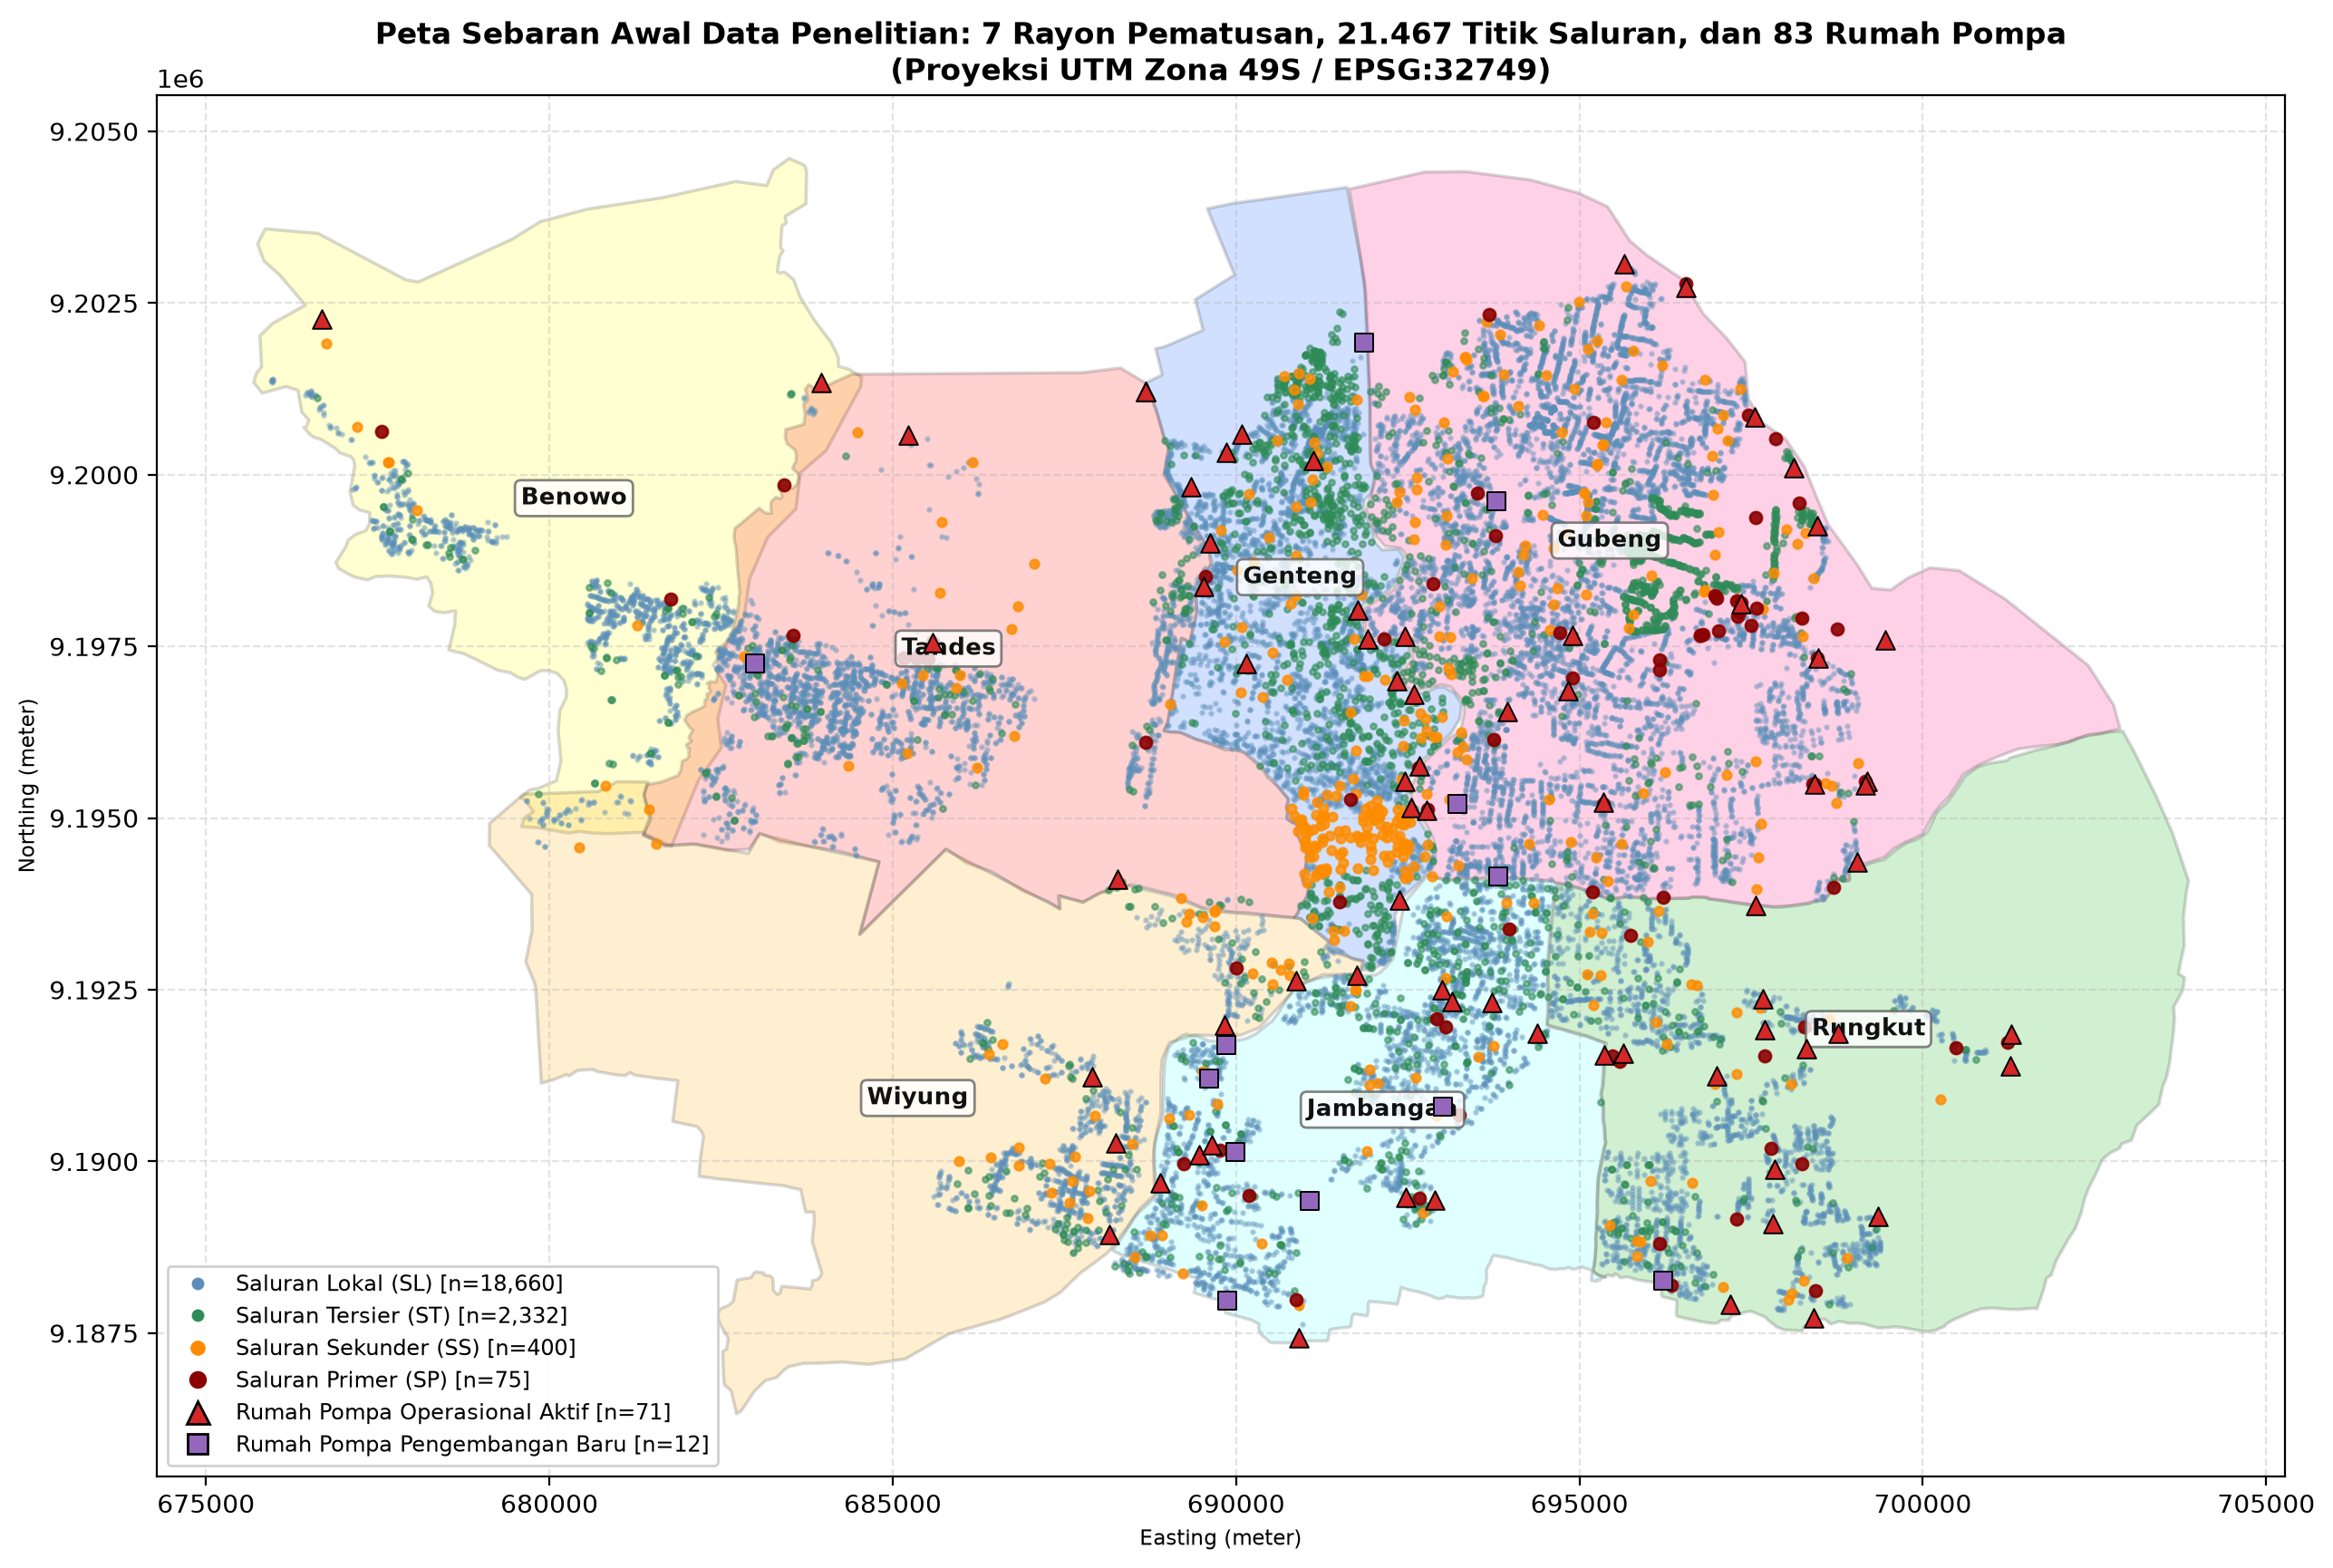 Peta Sebaran Awal Data Penelitian: 7 Rayon Pematusan, 21.467 Titik Saluran, dan 83 Rumah Pompa
(Proyeksi UTM Zona 49S / EPSG:32749)
1e6
9.2050
9.2025
9.2000
9.1975
9.1950
9.1925
9.1900
9.1875
Northing (meter)
Benowo
Gubeng
Genteng
Tandes
Rungkut
Wiyung
Jambangan
Saluran Lokal (SL) [n=18,660]
Saluran Tersier (ST) [n=2,332]
Saluran Sekunder (SS) [n=400]
Saluran Primer (SP) [n=75]
Rumah Pompa Operasional Aktif [n=71]
Rumah Pompa Pengembangan Baru [n=12]
675000 680000 685000 690000 695000 700000 705000
Easting (meter)